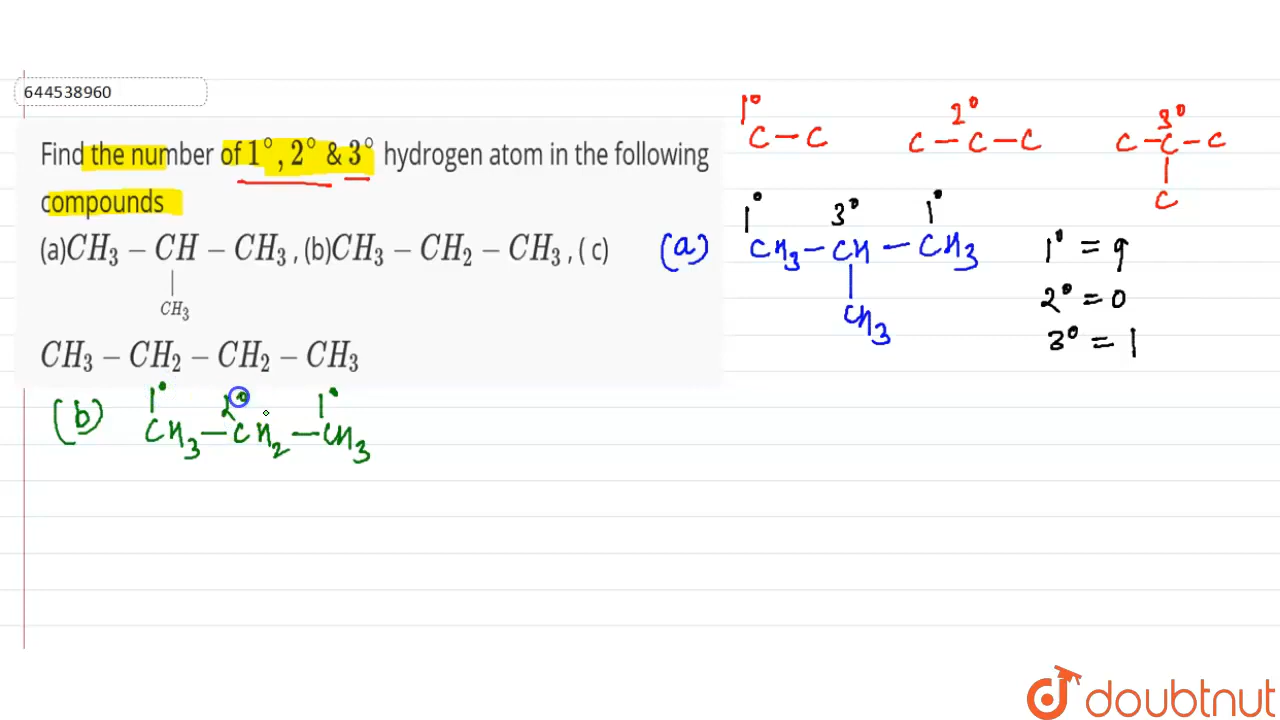 644538960
Find the number of 1°, 2° & 3° hydrogen atom in the following
compounds
(a)CH₃ − CH − CH₃ , (b)CH₃ − CH₂ − CH₃ , ( c)
|
CH₃
CH₃ − CH₂ − CH₂ − CH₃
1° 2° 3°
C − C C − C − C C − C − C
|
C
1° 3° 1°
(a) CH₃ − CH − CH₃
|
CH₃
1° = 9
2° = 0
3° = 1
1° 2° 1°
(b) CH₃ − CH₂ − CH₃
doubtnut